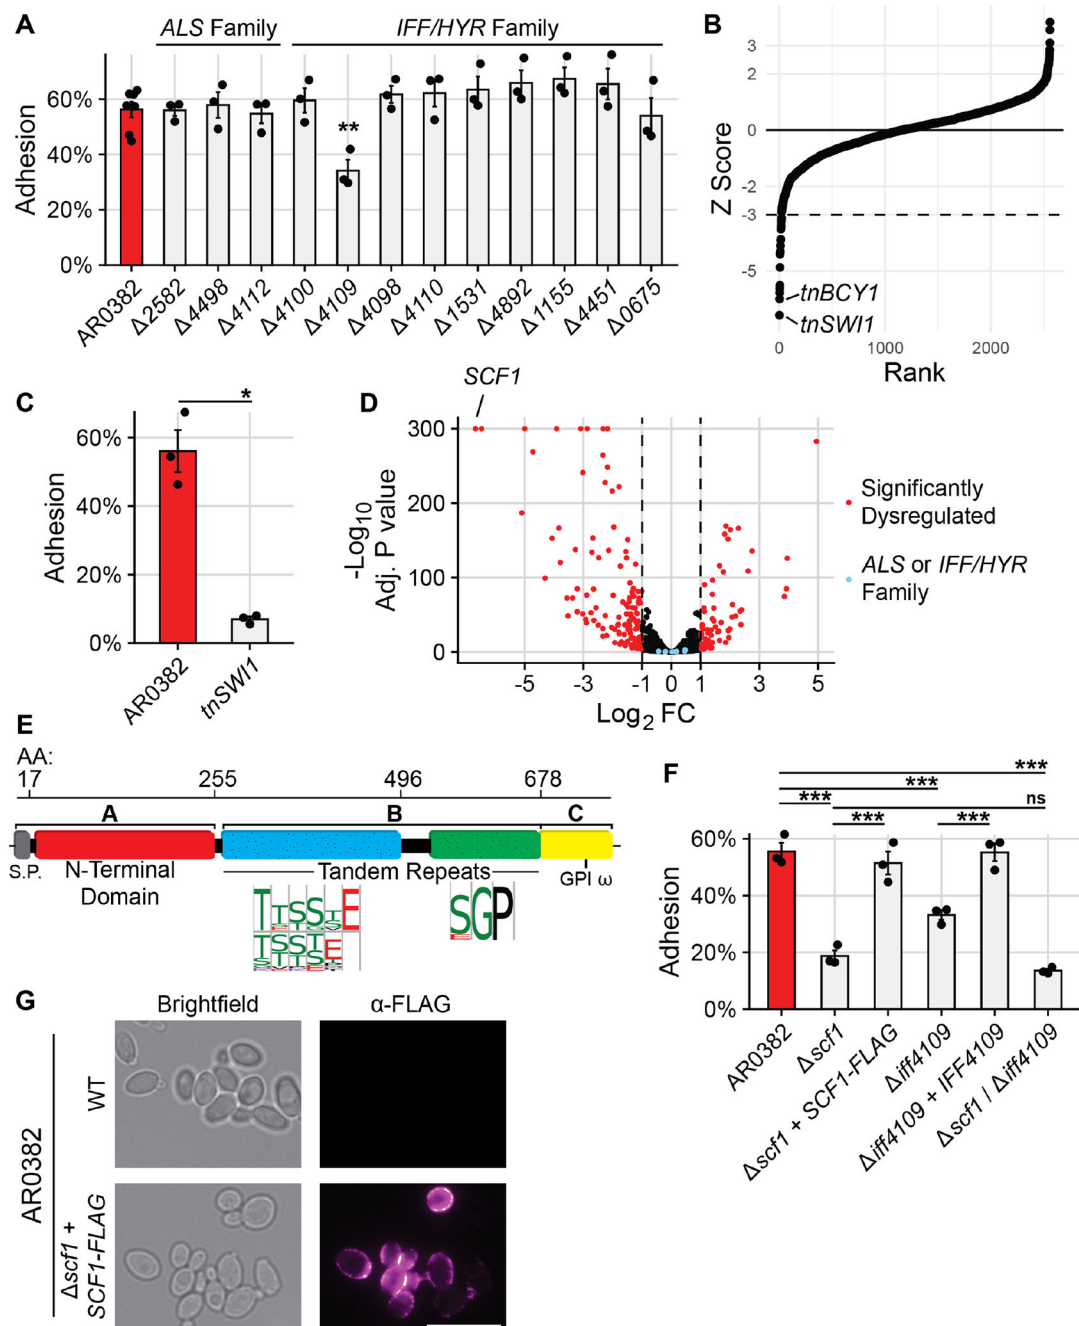 A
ALS Family
IFF/HYR Family
Adhesion
60%
40%
20%
0%
**
AR0382
Δ2582
Δ4498
Δ4112
Δ4100
Δ4109
Δ4098
Δ4110
Δ1531
Δ4892
Δ1155
Δ4451
Δ0675
B
Z Score
3
2
0
-2
-3
-5
tnBCY1
tnSWI1
0
1000
2000
Rank
C
*
Adhesion
60%
40%
20%
0%
AR0382
tnSWI1
D
SCF1
-Log10
Adj. P value
300
200
100
0
-5
-3
-1
0
1
3
5
Log2 FC
Significantly
Dysregulated
ALS or IFF/HYR
Family
E
AA:
17
255
496
678
A
B
C
S.P.
N-Terminal
Domain
Tandem Repeats
GPI ω
SGP
F
***
***
***
ns
***
***
Adhesion
60%
40%
20%
0%
AR0382
Δscf1
Δscf1 + SCF1-FLAG
Δiff4109
Δiff4109 + IFF4109
Δscf1 / Δiff4109
G
Brightfield
α-FLAG
AR0382
WT
Δscf1 +
SCF1-FLAG